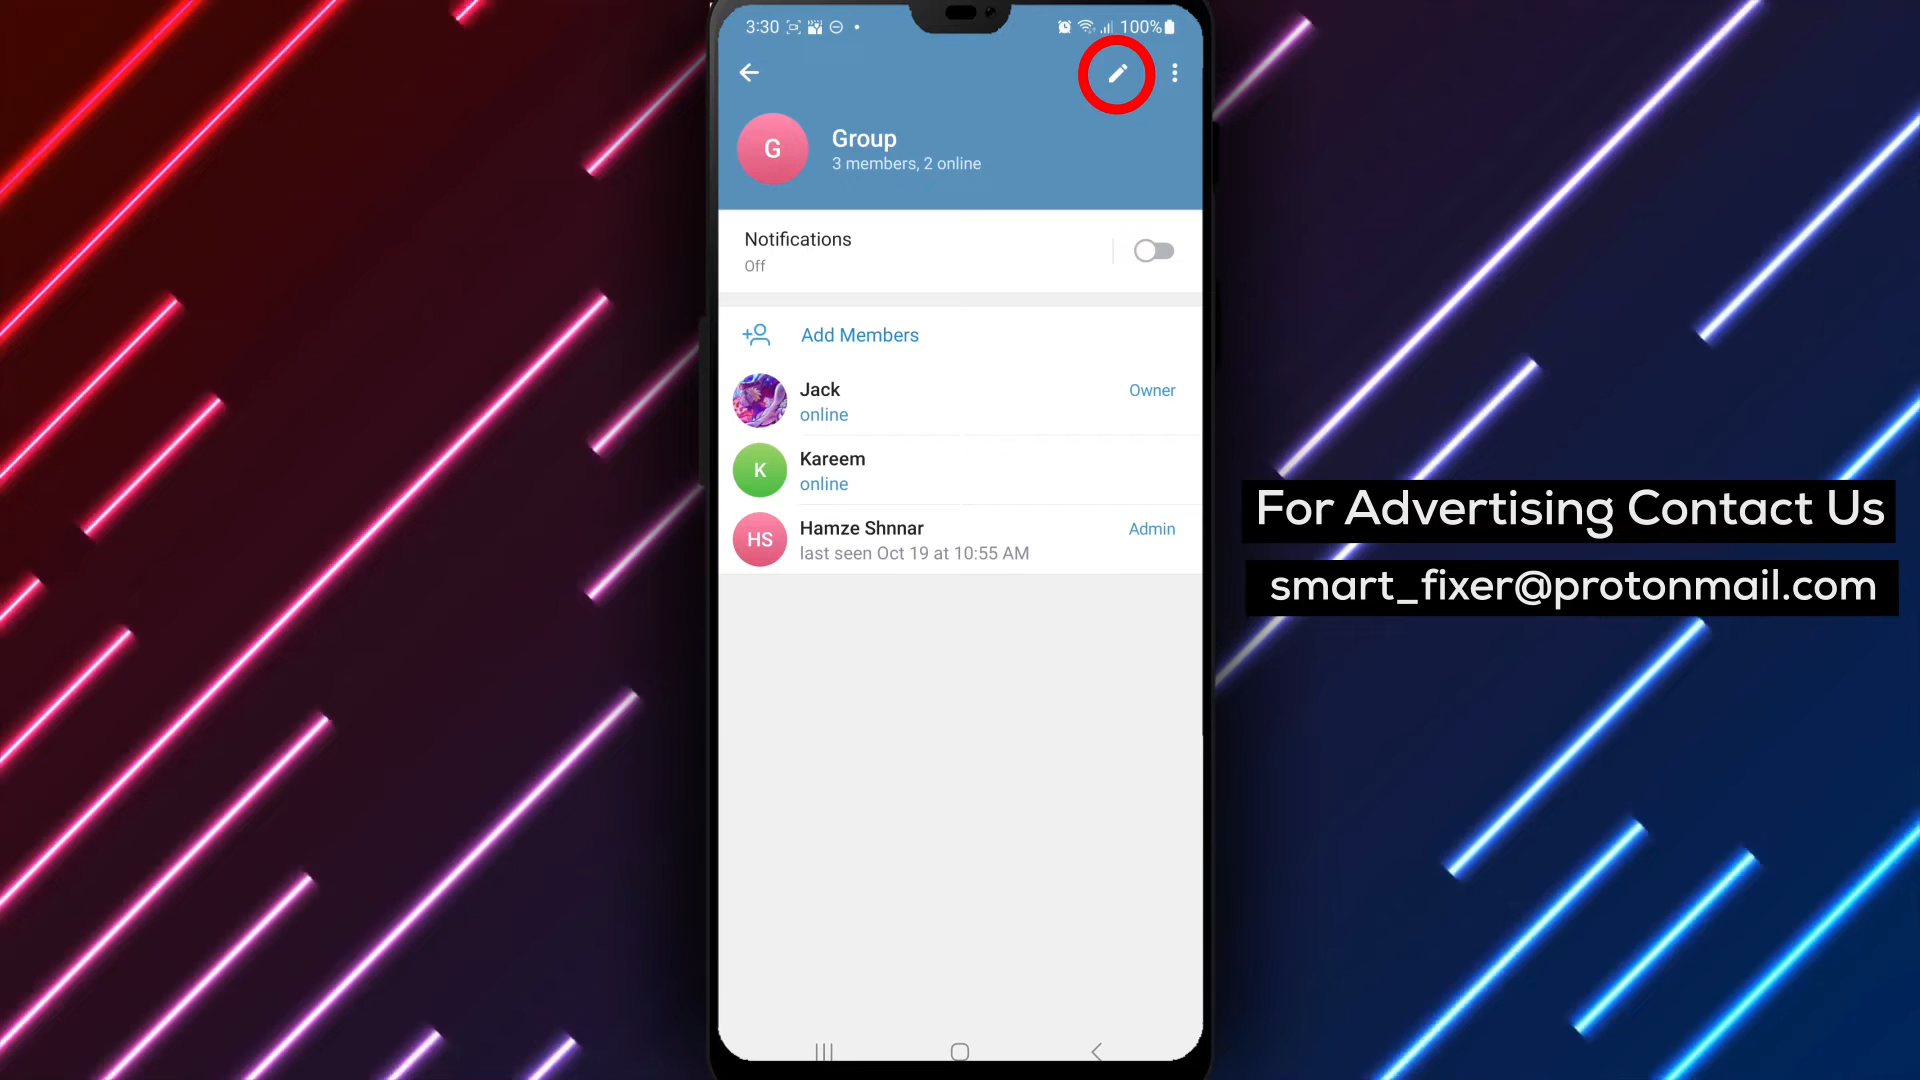 3:30
100%
G
Group
3 members, 2 online
Notifications
Off
Add Members
Jack
Owner
online
K
Kareem
online
HS
Hamze Shnnar
Admin
last seen Oct 19 at 10:55 AM
For Advertising Contact Us
smart_fixer@protonmail.com